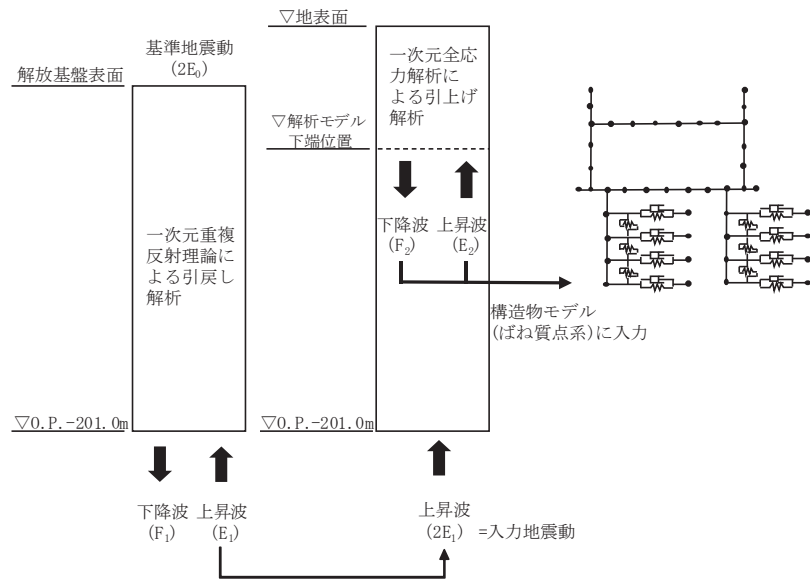 ▽地表面
基準地震動
(2E₀)
解放基盤表面
一次元全応
力解析に
よる引上げ
解析
▽解析モデル
下端位置
下降波 上昇波
(F₂) (E₂)
一次元重複
反射理論に
よる引戻し
解析
構造物モデル
(ばね質点系)に入力
▽O.P.-201.0m
▽O.P.-201.0m
下降波 上昇波
(F₁) (E₁)
上昇波
(2E₁) =入力地震動